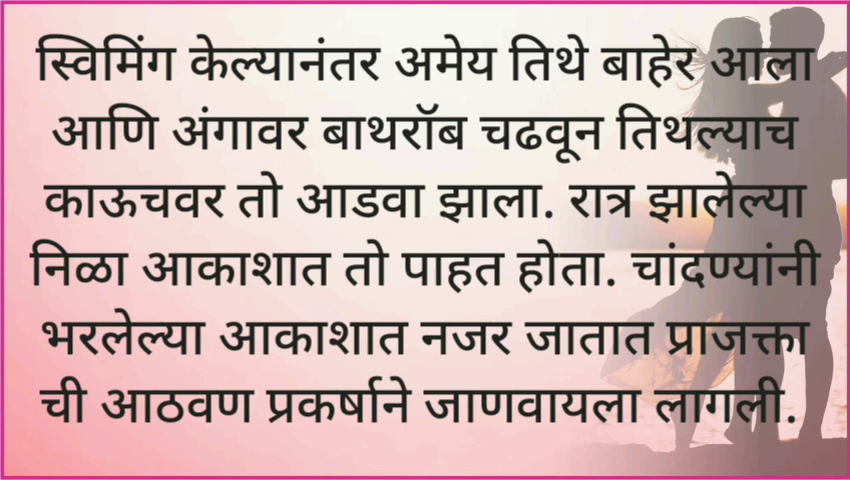 स्विमिंग केल्यानंतर अमेय तिथे बाहेर आला
आणि अंगावर बाथरॉब चढवून तिथल्याच
काऊचवर तो आडवा झाला. रात्र झालेल्या
निळा आकाशात तो पाहत होता. चांदण्यांनी
भरलेल्या आकाशात नजर जातात प्राजक्ता
ची आठवण प्रकर्षाने जाणवायला लागली.